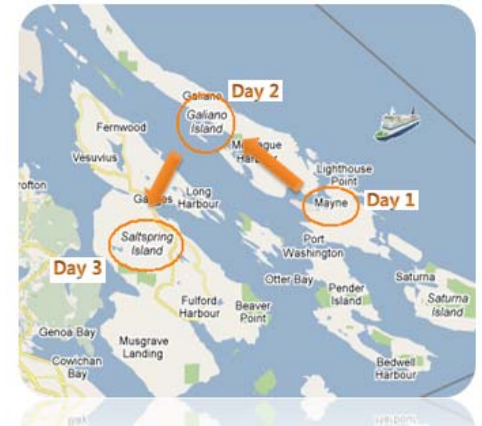 Galiano
Day 2
Galiano
Island
Fernwood
Vesuvius
Lighthouse
Point
Mayne
Day 1
Long
Harbour
Saltspring
Island
Port
Washington
Day 3
Otter Bay
Saturna
Pender
Island
Saturna
Island
Fulford
Harbour
Beaver
Point
Genoa Bay
Musgrave
Landing
Cowichan
Bay
Bedwell
Harbour